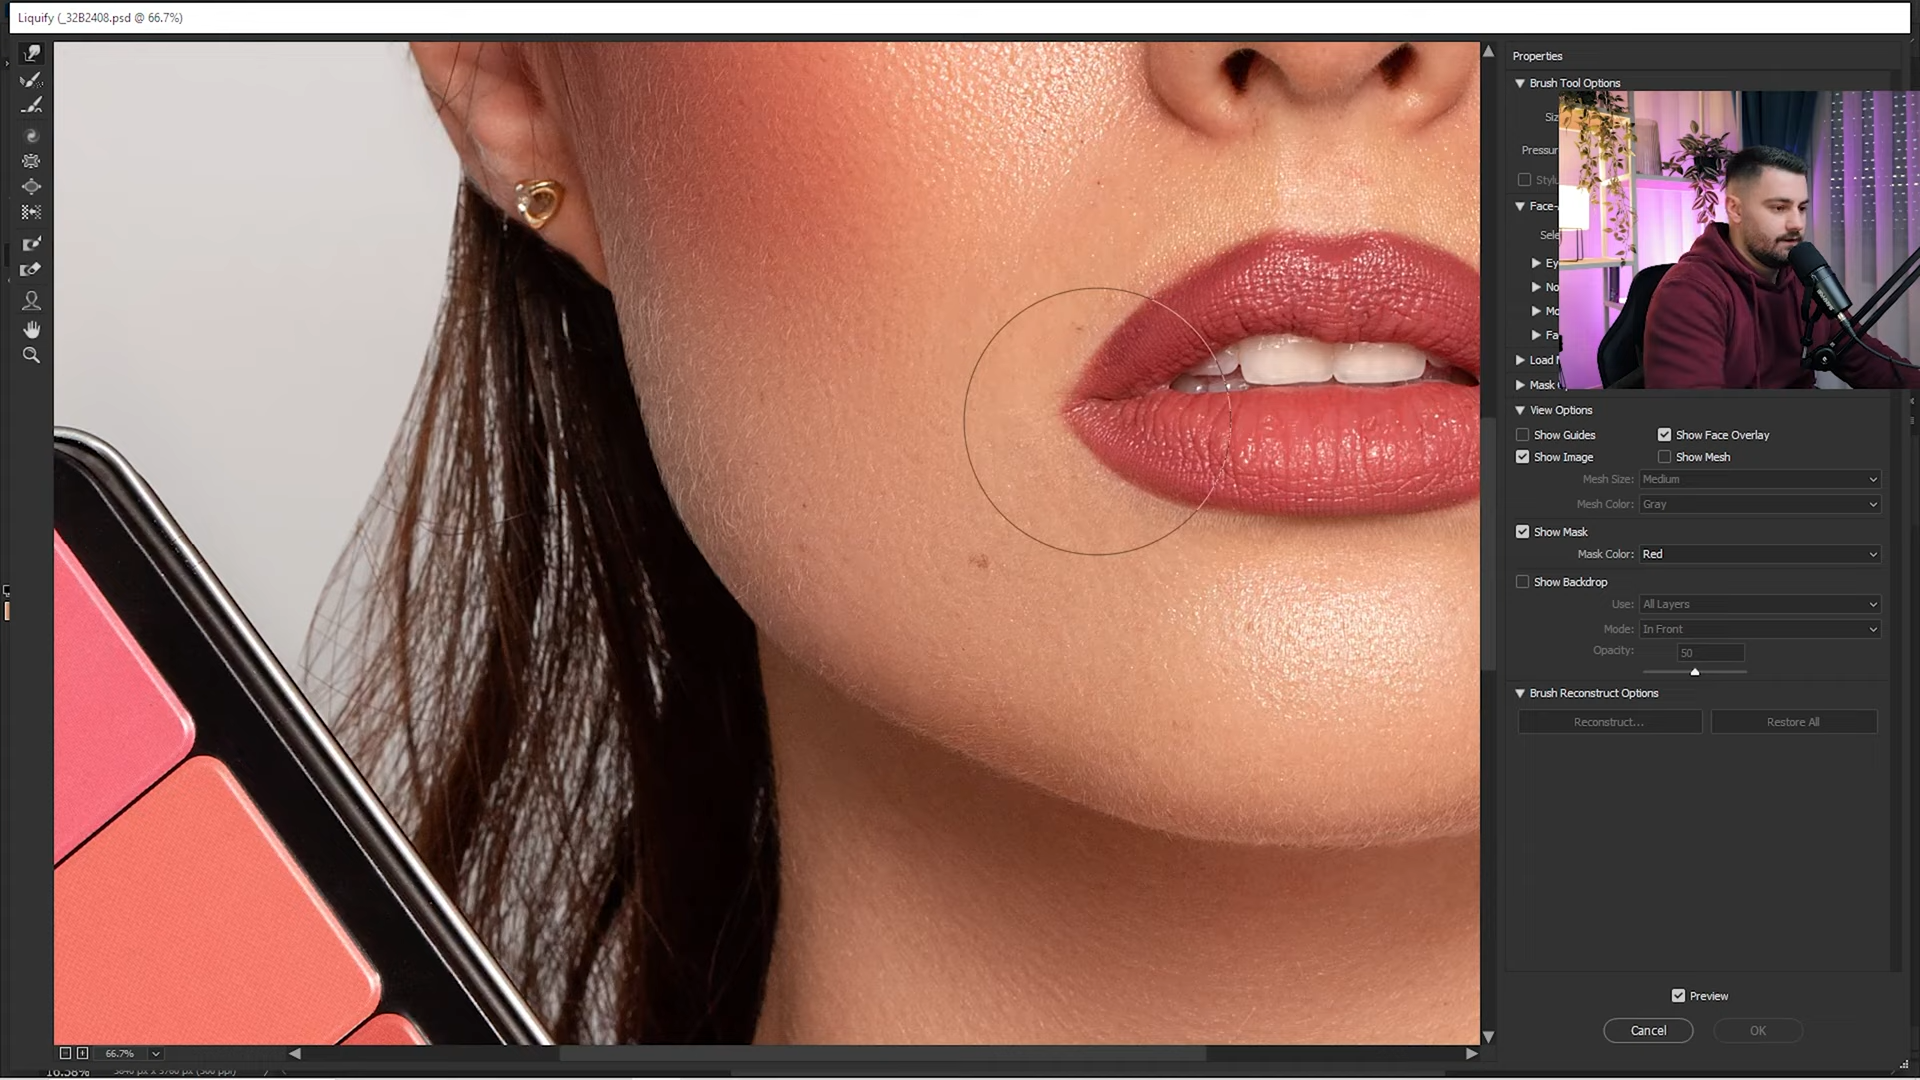 Liquify (_32B2408.psd @ 66.7%)
Properties
Brush Tool Options
Siz
Pressur
Stylu
Face-
Sele
Ey
No
Mo
Fa
Load M
Mask
View Options
Show Guides Show Face Overlay
Show Image Show Mesh
Mesh Size: Medium
Mesh Color: Gray
Show Mask
Mask Color: Red
Show Backdrop
Use: All Layers
Mode: In Front
Opacity: 50
Brush Reconstruct Options
Reconstruct... Restore All
Preview
Cancel OK
66.7%